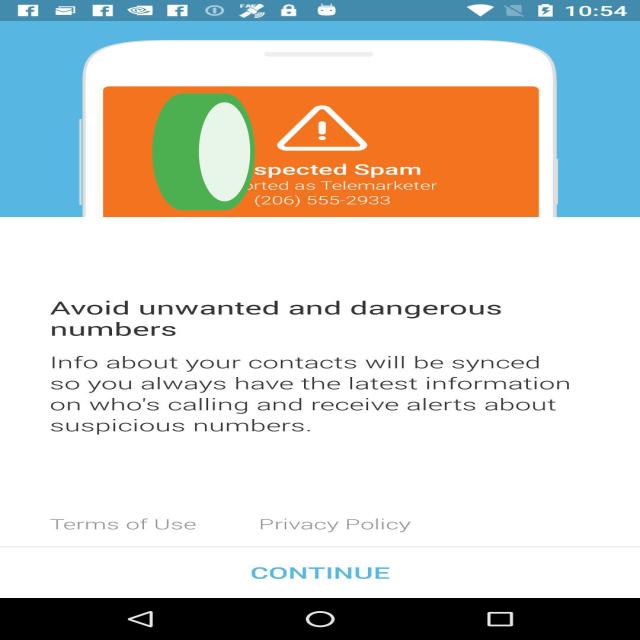 10:54
spected Spam
orted as Telemarketer
(206) 555-2933
Avoid unwanted and dangerous
numbers
Info about your contacts will be synced
so you always have the latest information
on who's calling and receive alerts about
suspicious numbers.
Terms of Use Privacy Policy
CONTINUE